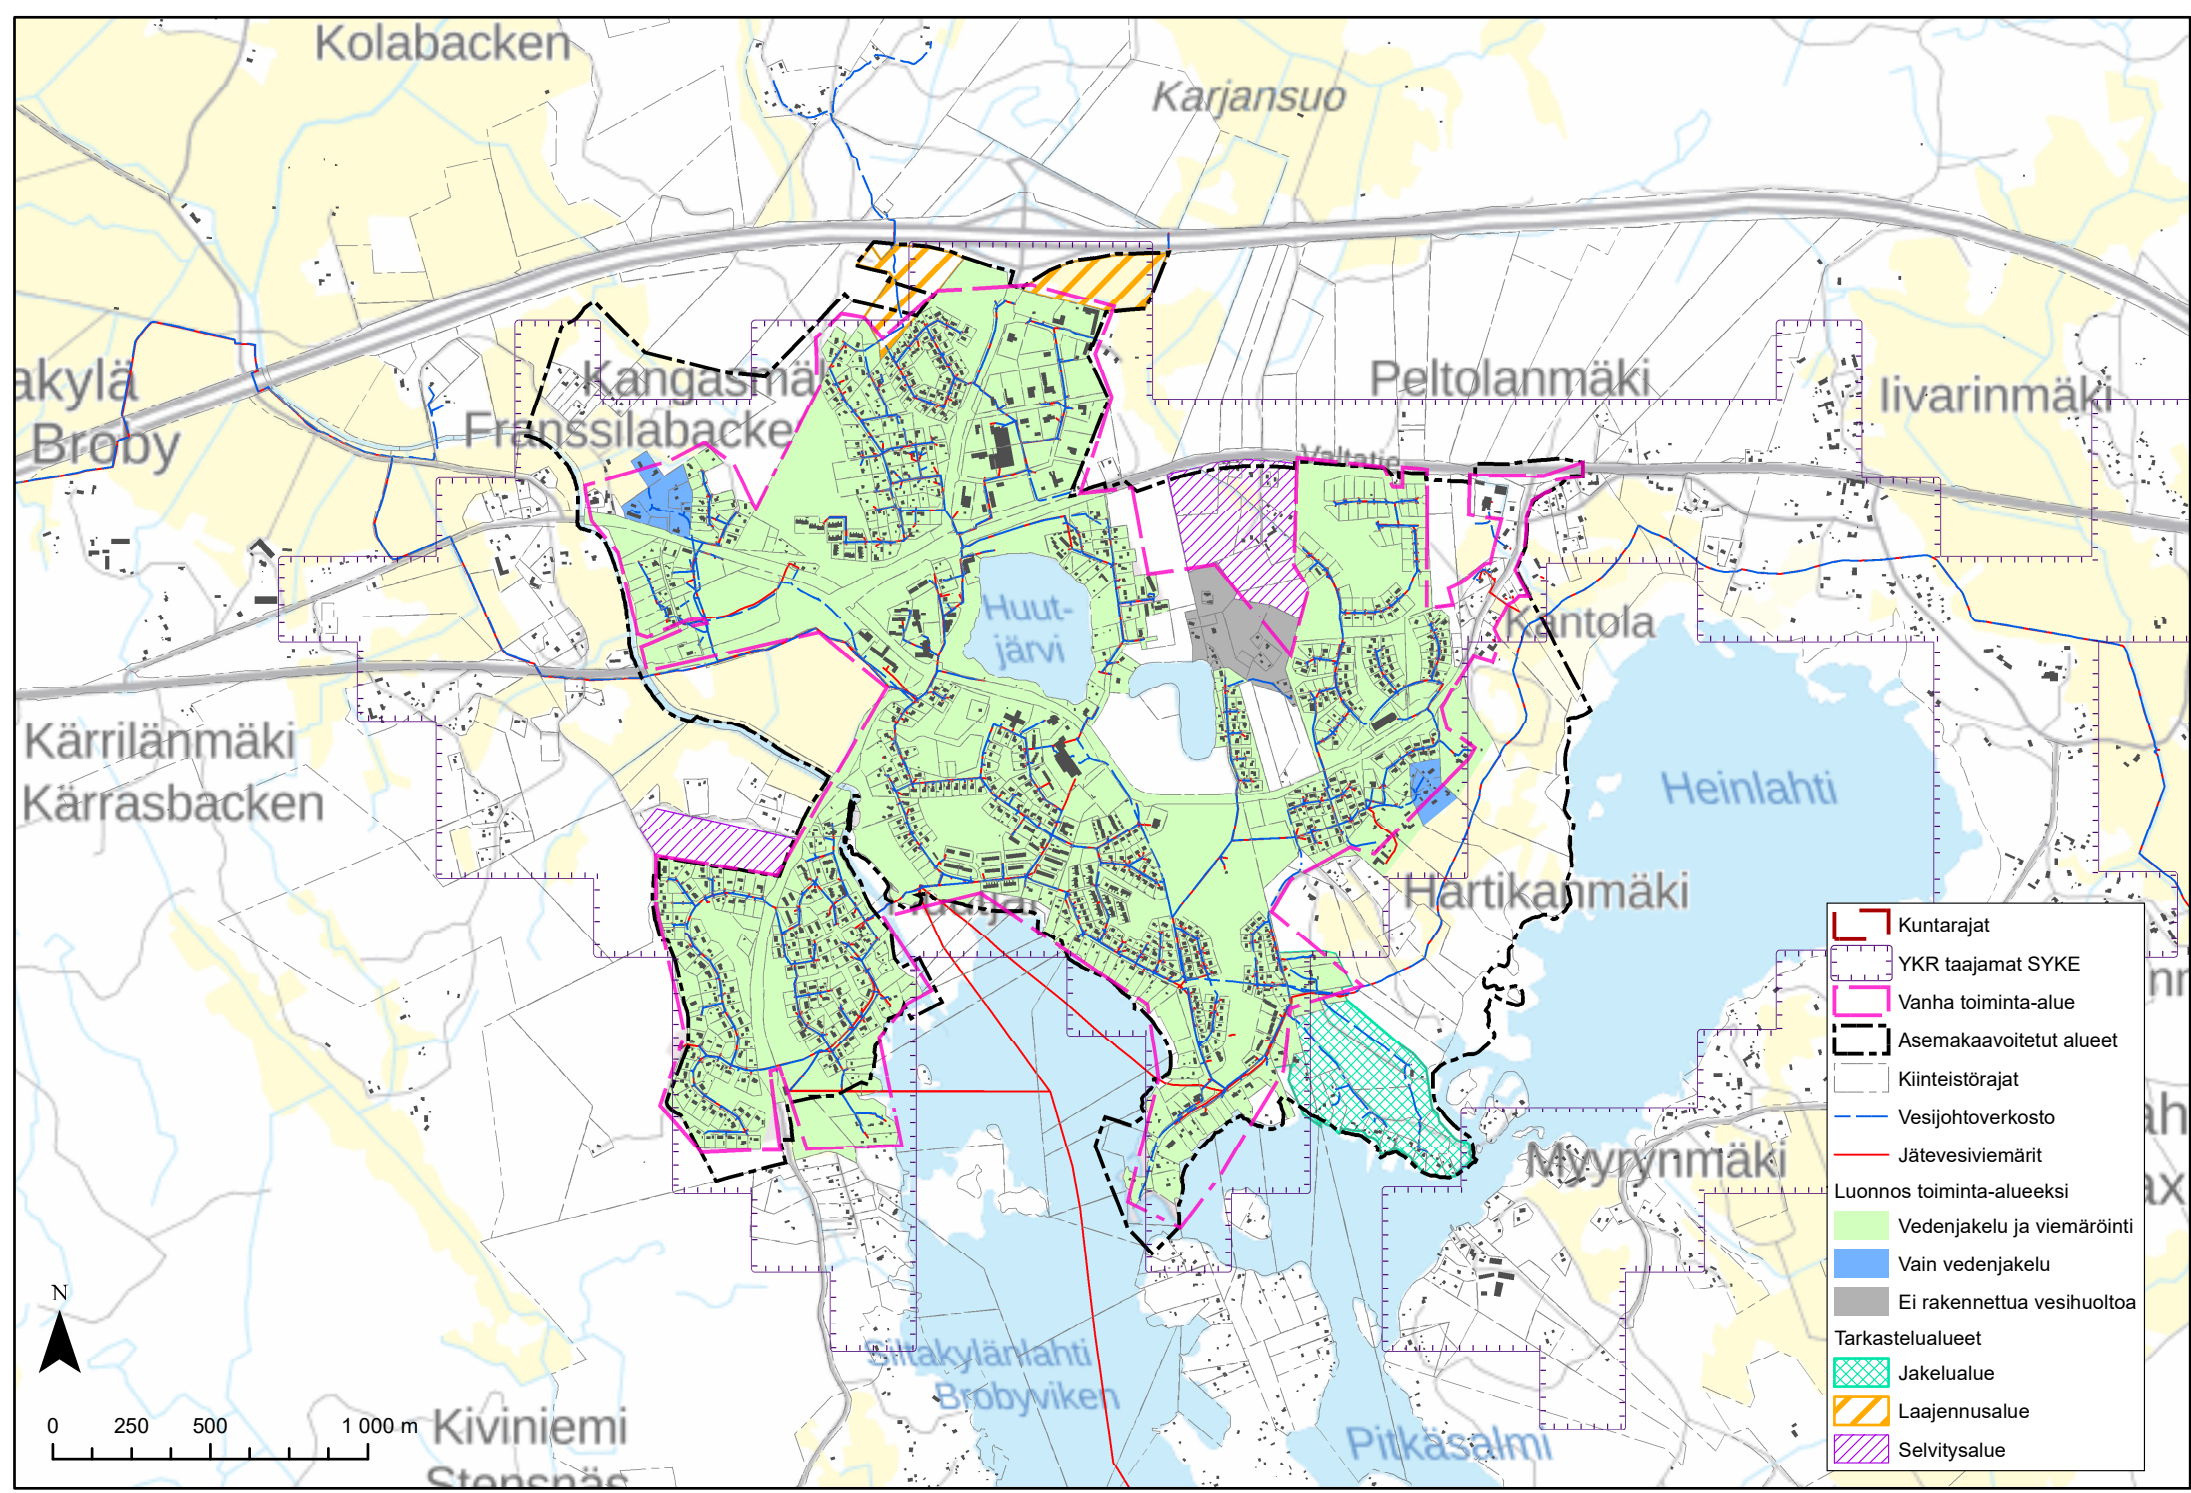 Kolabacken
Karjansuo
akylä
Broby
Kangasmä
Franssilabacke
Peltolanmäki
Iivarinmäki
Valtatie
Huut-
järvi
Kantola
Kärrilänmäki
Kärrasbacken
Heinlahti
Hartikanmäki
Myyrynmäki
Siltakylänlahti
Brobyviken
Pitkäsalmi
Kiviniemi
Stensnäs
N
0 250 500 1 000 m
Kuntarajat
YKR taajamat SYKE
Vanha toiminta-alue
Asemakaavoitetut alueet
Kiinteistörajat
Vesijohtoverkosto
Jätevesiviemärit
Luonnos toiminta-alueeksi
Vedenjakelu ja viemäröinti
Vain vedenjakelu
Ei rakennettua vesihuoltoa
Tarkastelualueet
Jakelualue
Laajennusalue
Selvitysalue